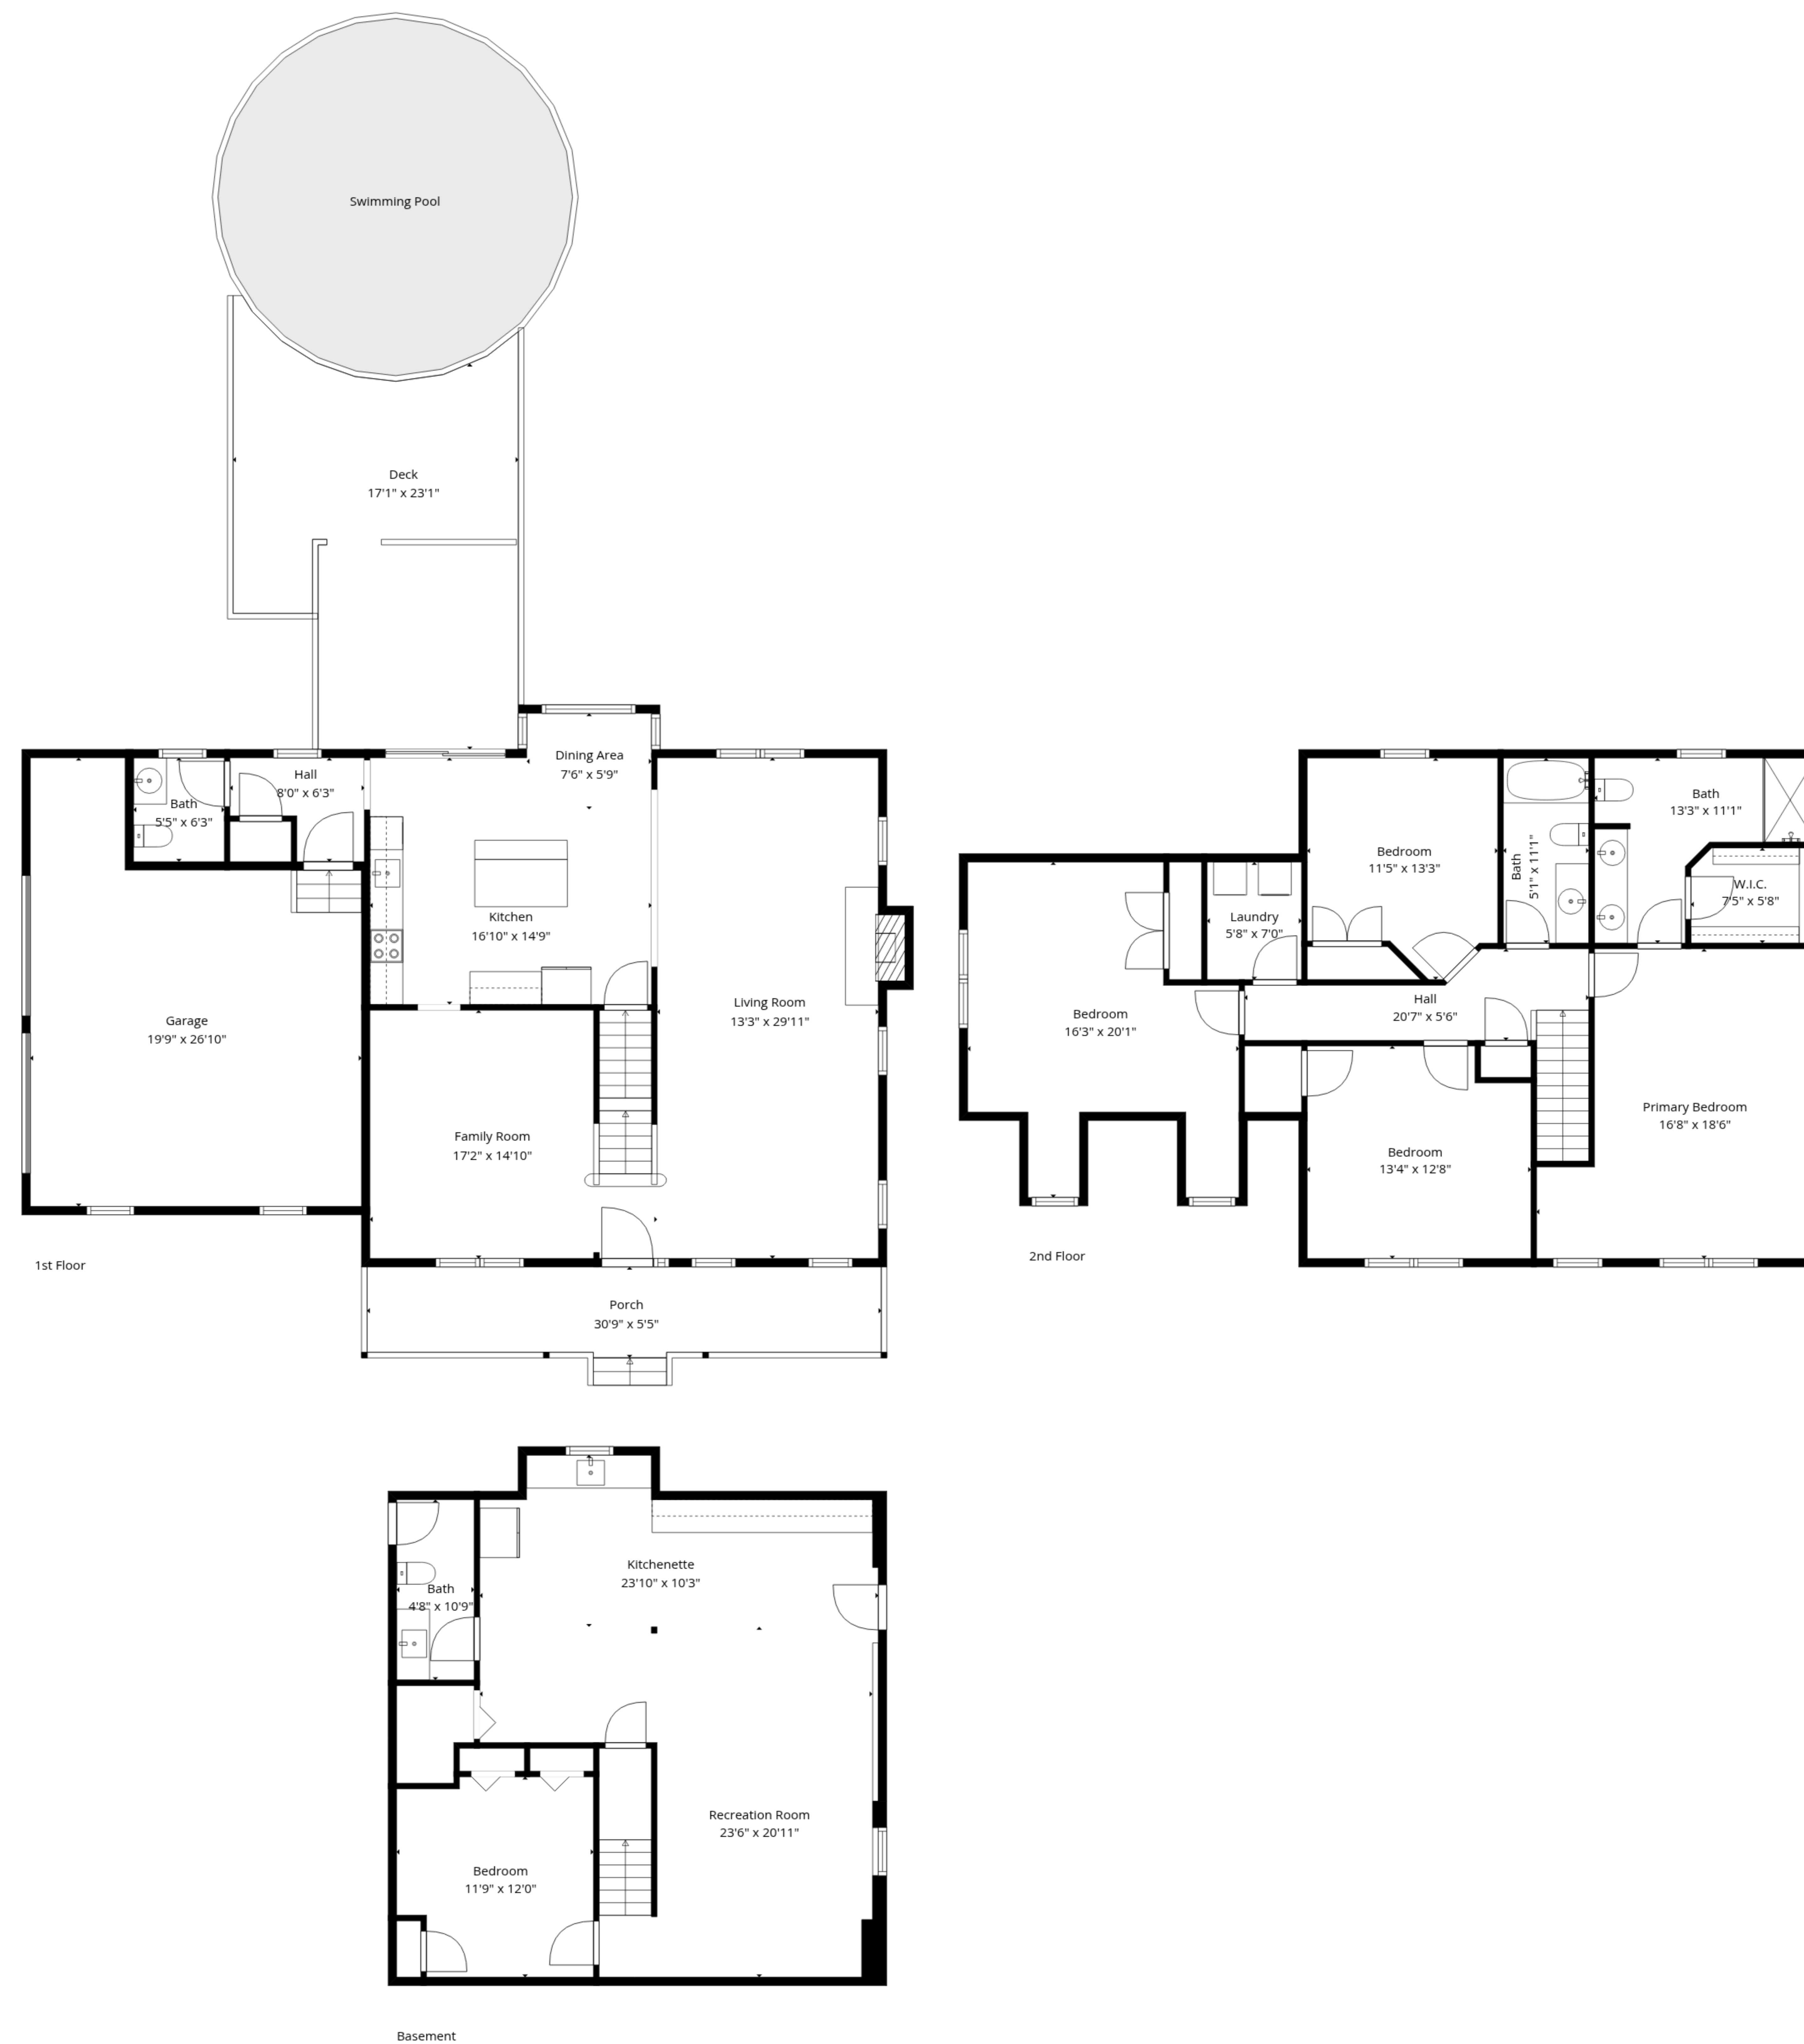 Swimming Pool
Deck
17'1" x 23'1"
Dining Area
7'6" x 5'9"
Hall
8'0" x 6'3"
Bath
5'5" x 6'3"
Kitchen
16'10" x 14'9"
Living Room
13'3" x 29'11"
Garage
19'9" x 26'10"
Family Room
17'2" x 14'10"
1st Floor
Porch
30'9" x 5'5"
Bath
13'3" x 11'1"
Bedroom
11'5" x 13'3"
Bath
5'1" x 11'1"
W.I.C.
7'5" x 5'8"
Laundry
5'8" x 7'0"
Hall
20'7" x 5'6"
Bedroom
16'3" x 20'1"
Primary Bedroom
16'8" x 18'6"
Bedroom
13'4" x 12'8"
2nd Floor
Kitchenette
23'10" x 10'3"
Bath
4'8" x 10'9"
Recreation Room
23'6" x 20'11"
Bedroom
11'9" x 12'0"
Basement